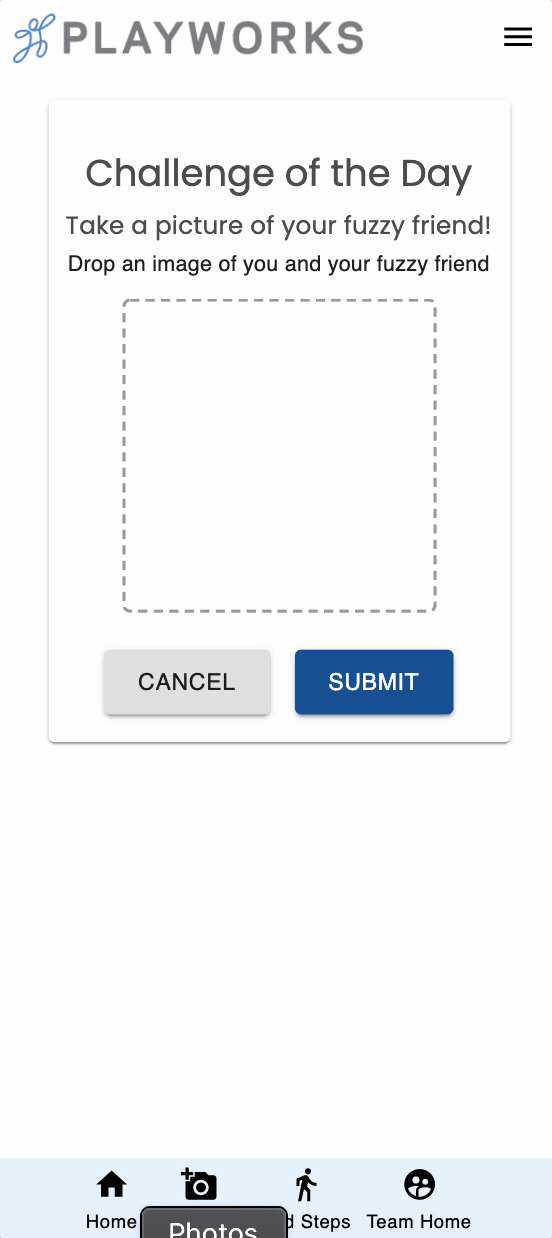 PLAYWORKS
Challenge of the Day
Take a picture of your fuzzy friend!
Drop an image of you and your fuzzy friend
CANCEL SUBMIT
Home Steps Team Home
Photos